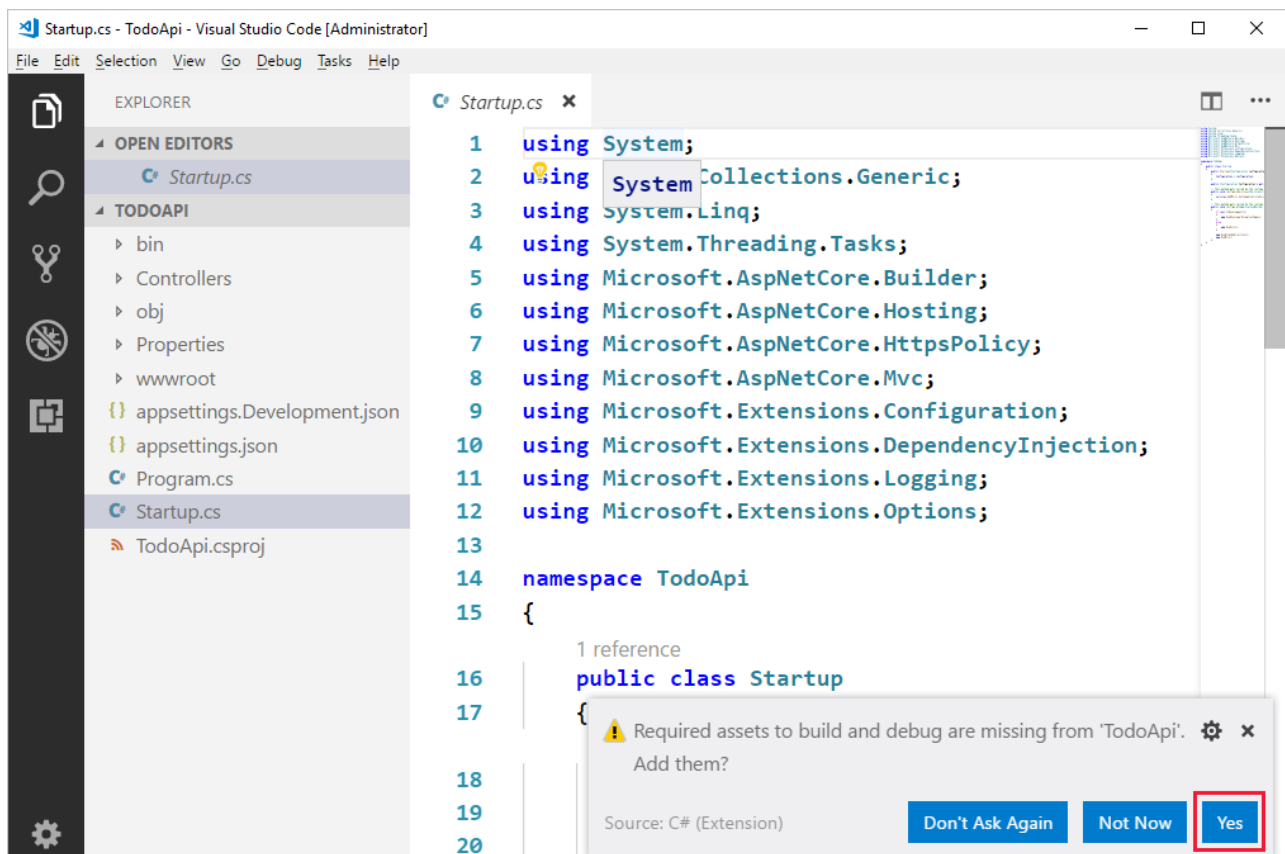 Startup.cs - TodoApi - Visual Studio Code [Administrator]
File Edit Selection View Go Debug Tasks Help
EXPLORER
OPEN EDITORS
C# Startup.cs
TODOAPI
bin
Controllers
obj
Properties
wwwroot
{} appsettings.Development.json
{} appsettings.json
C# Program.cs
C# Startup.cs
TodoApi.csproj
C# Startup.cs
1 using System;
2 using Collections.Generic;
System
3 using System.Linq;
4 using System.Threading.Tasks;
5 using Microsoft.AspNetCore.Builder;
6 using Microsoft.AspNetCore.Hosting;
7 using Microsoft.AspNetCore.HttpsPolicy;
8 using Microsoft.AspNetCore.Mvc;
9 using Microsoft.Extensions.Configuration;
10 using Microsoft.Extensions.DependencyInjection;
11 using Microsoft.Extensions.Logging;
12 using Microsoft.Extensions.Options;
13
14 namespace TodoApi
15 {
1 reference
16 public class Startup
17 {
18
19
20
Required assets to build and debug are missing from 'TodoApi'.
Add them?
Source: C# (Extension)
Don't Ask Again
Not Now
Yes